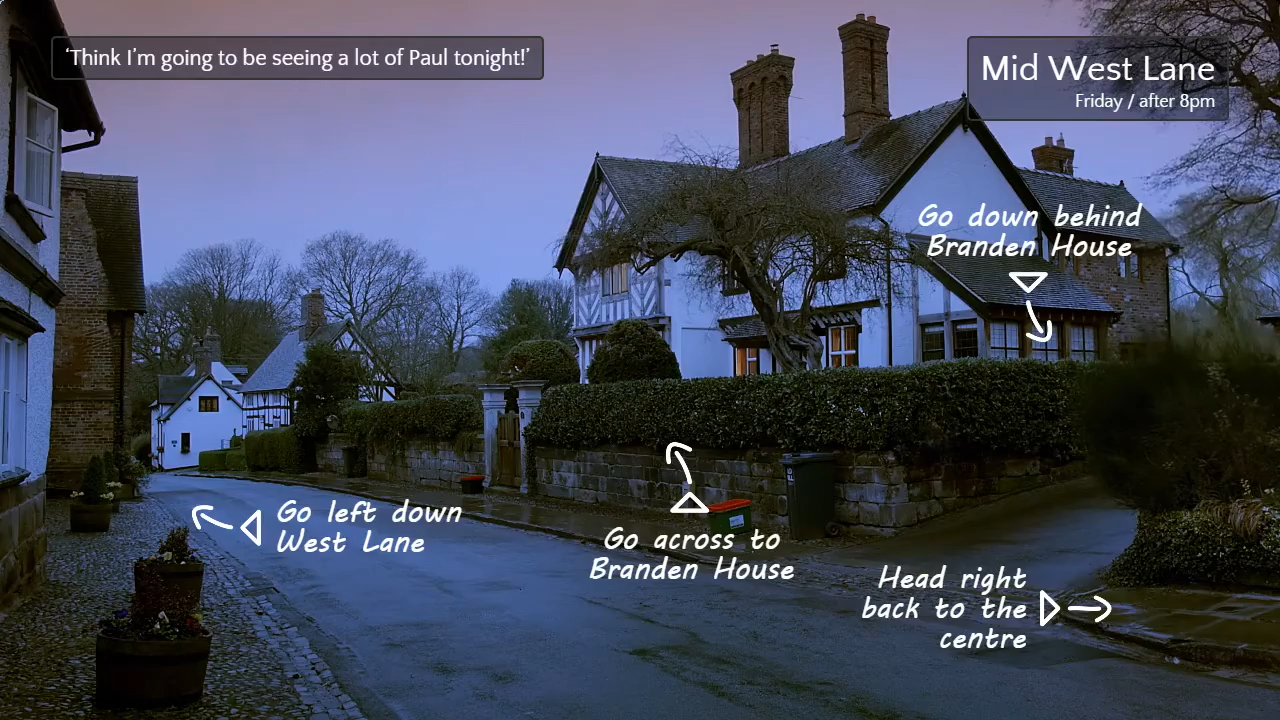 ‘Think I’m going to be seeing a lot of Paul tonight!’
Mid West Lane
Friday / after 8pm
Go down behind
Branden House
Go left down
West Lane
Go across to
Branden House
Head right
back to the
centre